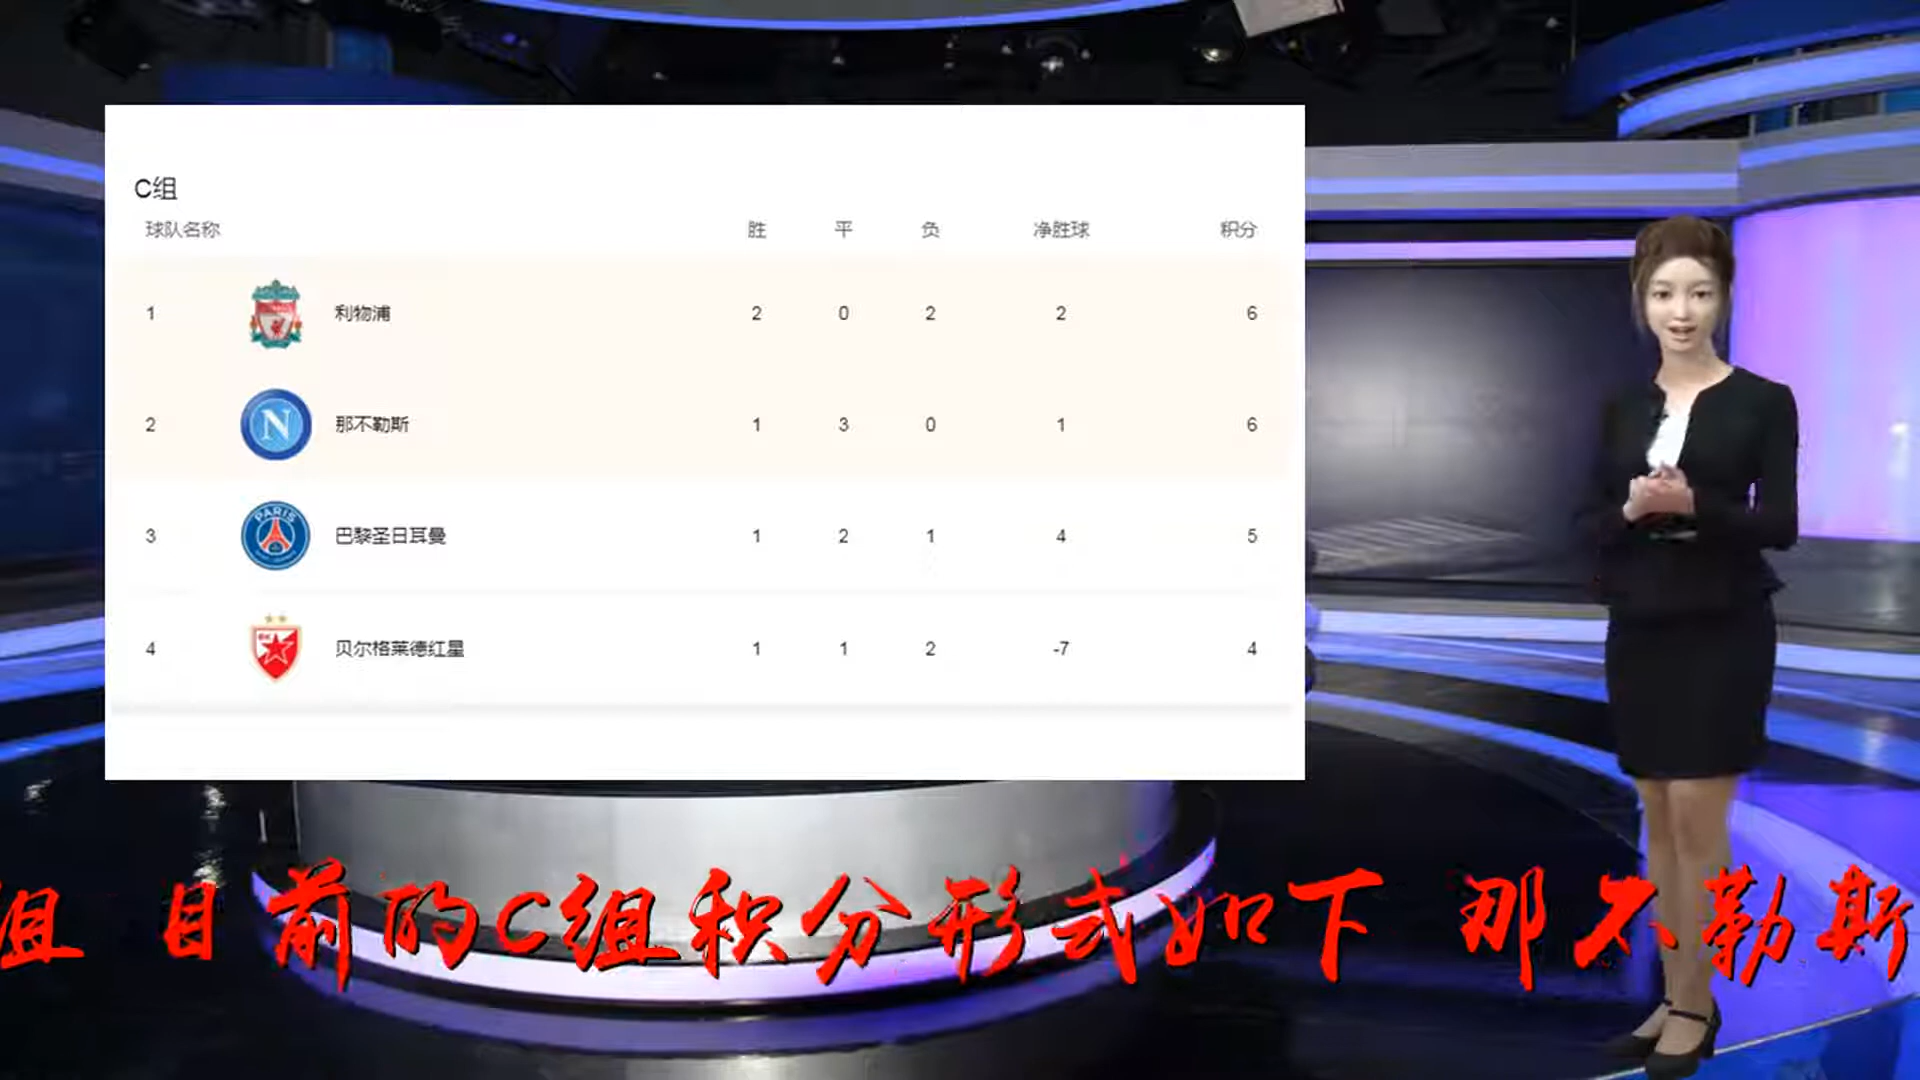 C组
球队名称 胜 平 负 净胜球 积分
1 利物浦 2 0 2 2 6
2 N 那不勒斯 1 3 0 1 6
3 PARIS 巴黎圣日耳曼 1 2 1 4 5
4 贝尔格莱德红星 1 1 2 -7 4
组 目前的C组积分形式如下 那不勒斯